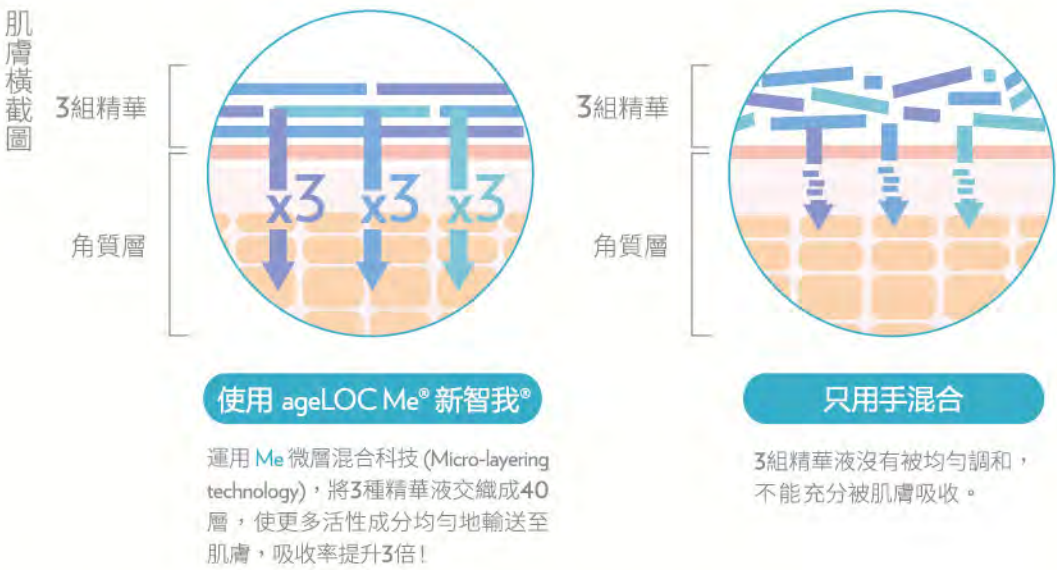 肌膚橫截圖
3組精華
角質層
x3 x3 x3
使用 ageLOC Me® 新智我®
運用 Me 微層混合科技 (Micro-layering
technology)，將3種精華液交織成40
層，使更多活性成分均勻地輸送至
肌膚，吸收率提升3倍!
3組精華
角質層
只用手混合
3組精華液沒有被均勻調和，
不能充分被肌膚吸收。